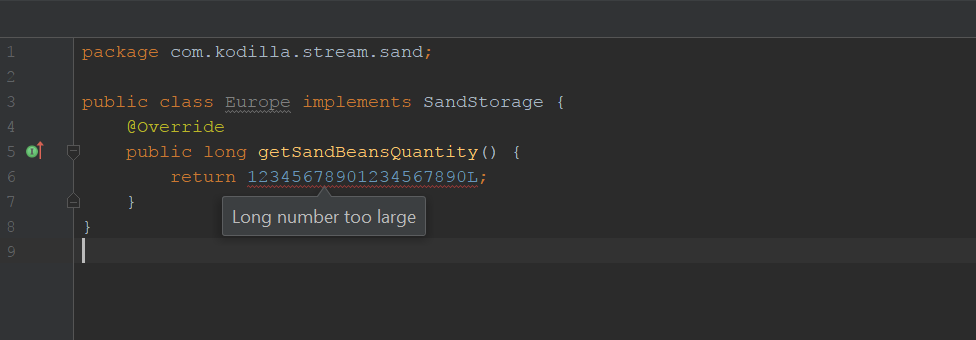 1 package com.kodilla.stream.sand;
2
3 public class Europe implements SandStorage {
4 @Override
5 public long getSandBeansQuantity() {
6 return 12345678901234567890L;
7 }
Long number too large
8 }
9